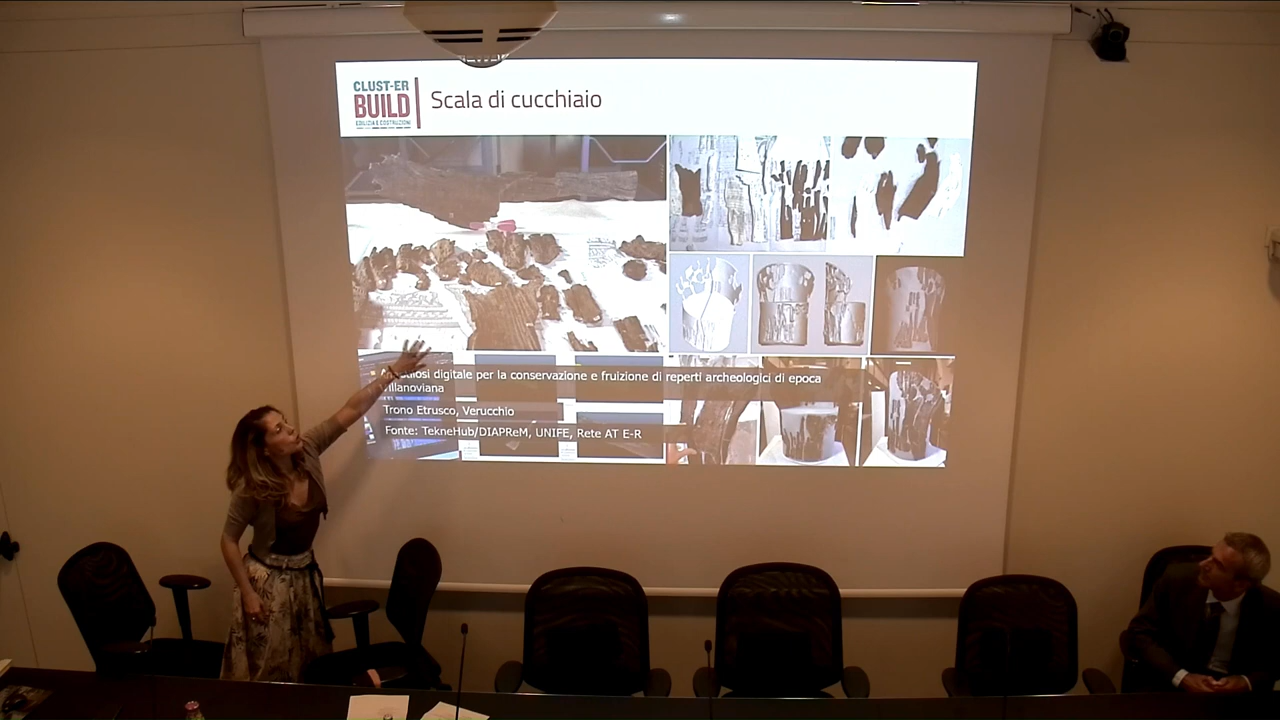 CLUST-ER
BUILD
EDILIZIA E COSTRUZIONI
Scala di cucchiaio
digitale per la conservazione e fruizione di reperti archeologici di epoca
Trono Etrusco, Verucchio
Fonte: TekneHub/DIAPReM, UNIFE, Rete AT E-R